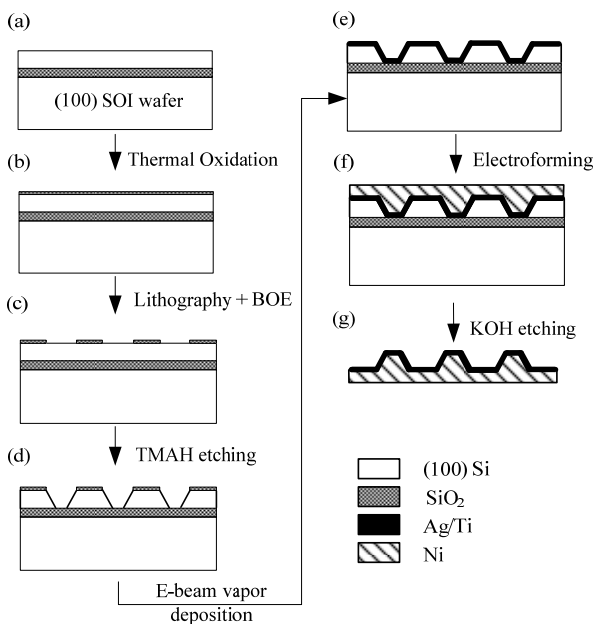 (a)
(100) SOI wafer
Thermal Oxidation
(b)
Lithography + BOE
(c)
TMAH etching
(d)
E-beam vapor
deposition
(e)
Electroforming
(f)
KOH etching
(g)
(100) Si
SiO₂
Ag/Ti
Ni